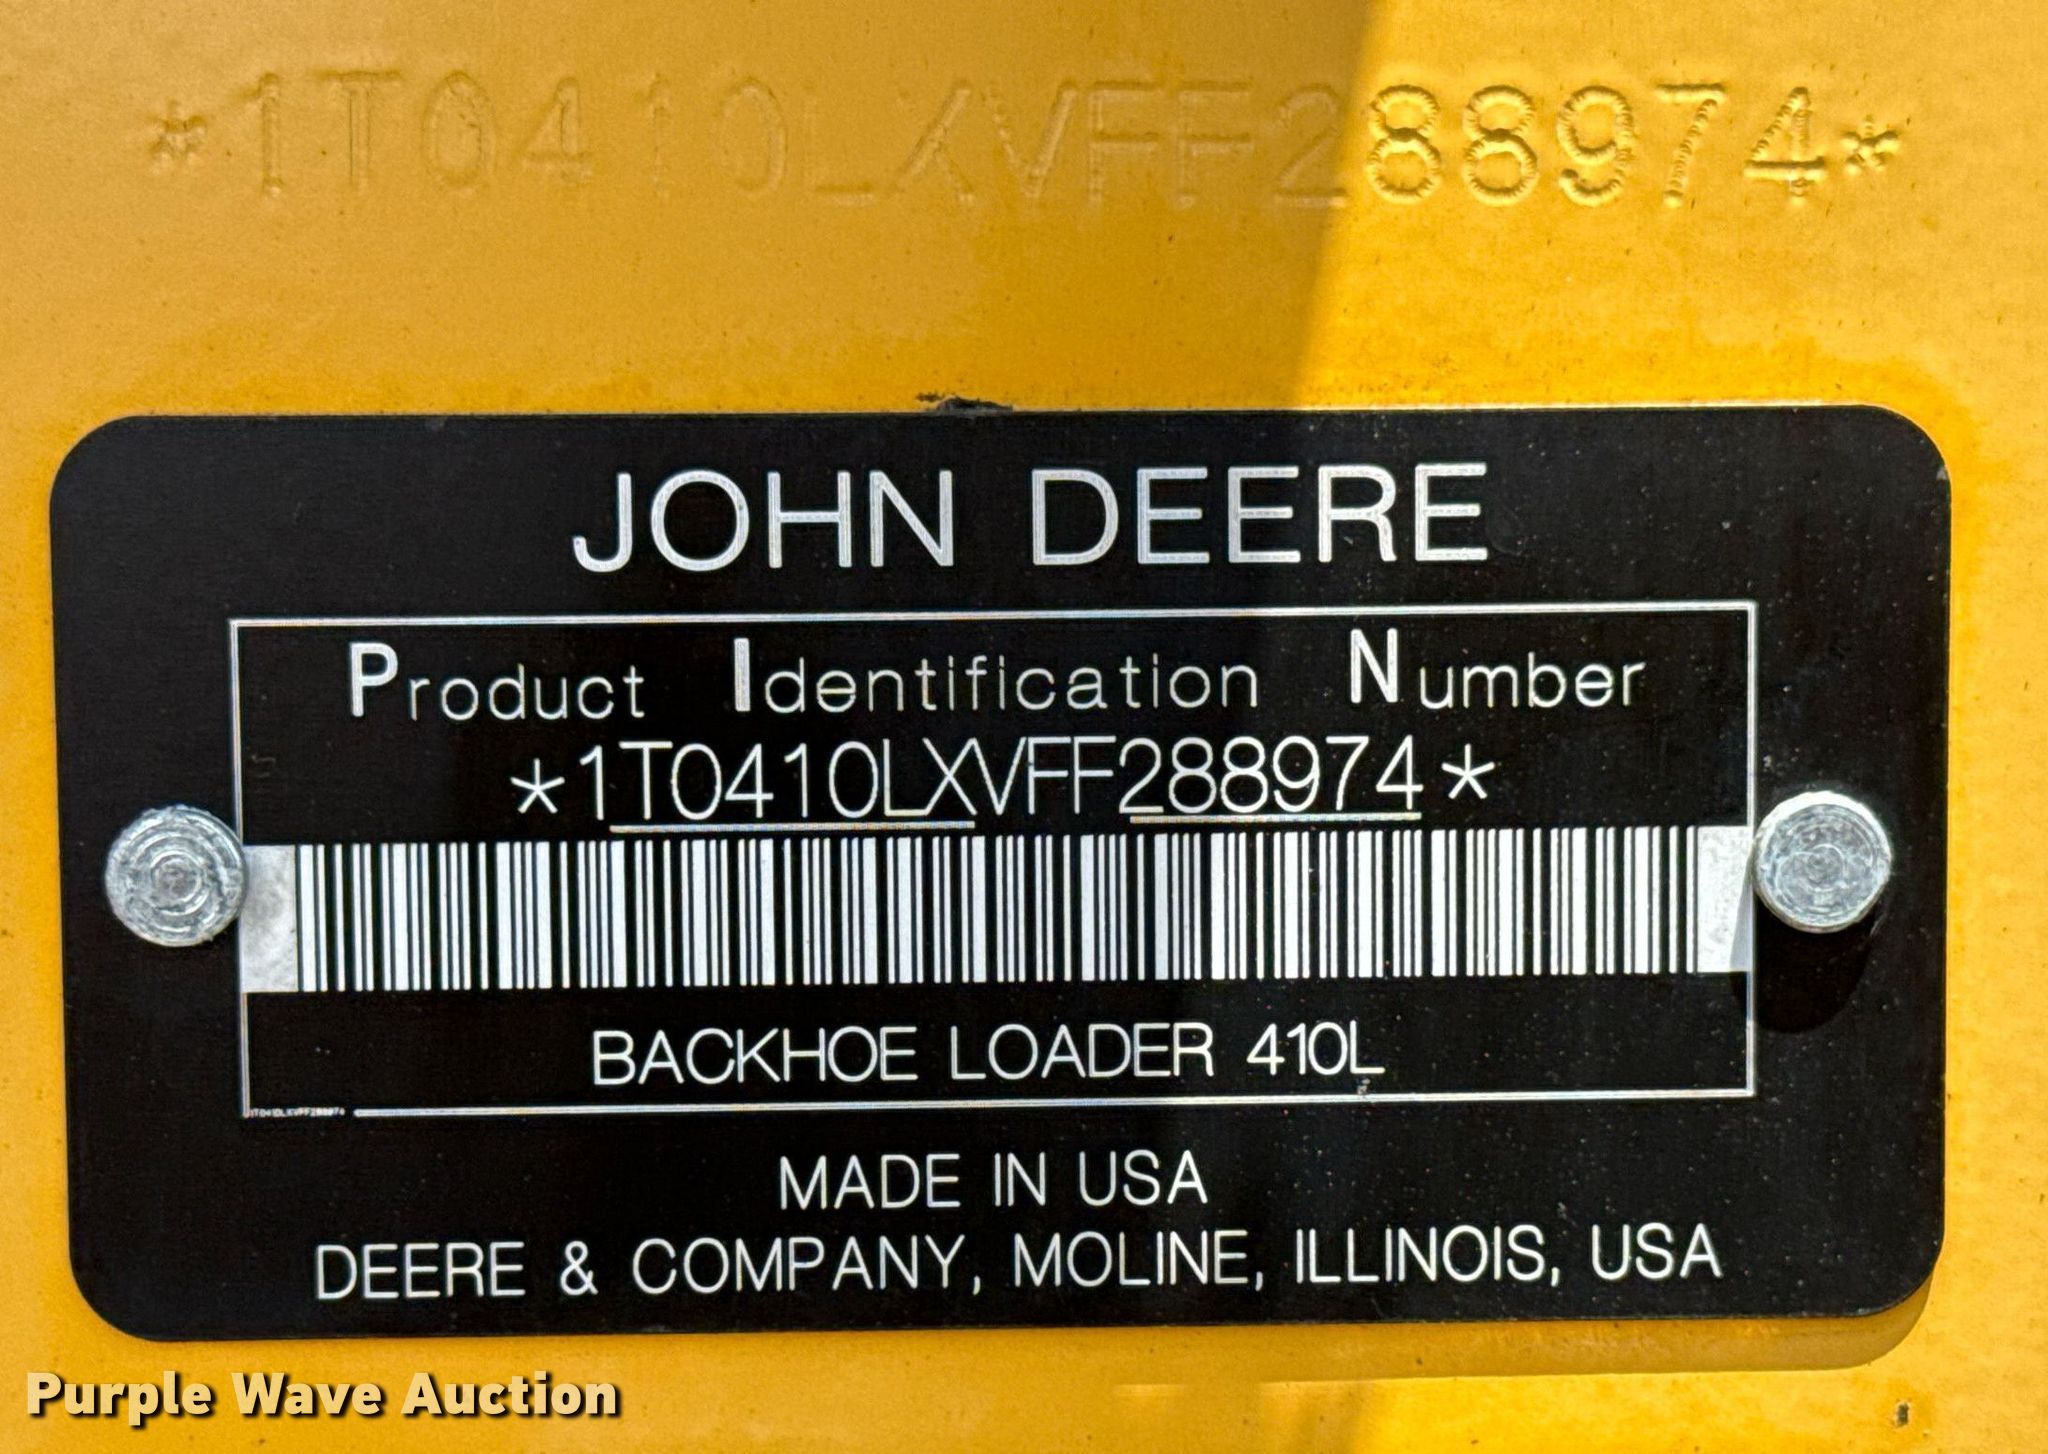 *1T0410LXVFF288974*
JOHN DEERE
Product Identification Number
*1T0410LXVFF288974*
BACKHOE LOADER 410L
1T0410LXVFF288974
MADE IN USA
DEERE & COMPANY, MOLINE, ILLINOIS, USA
Purple Wave Auction